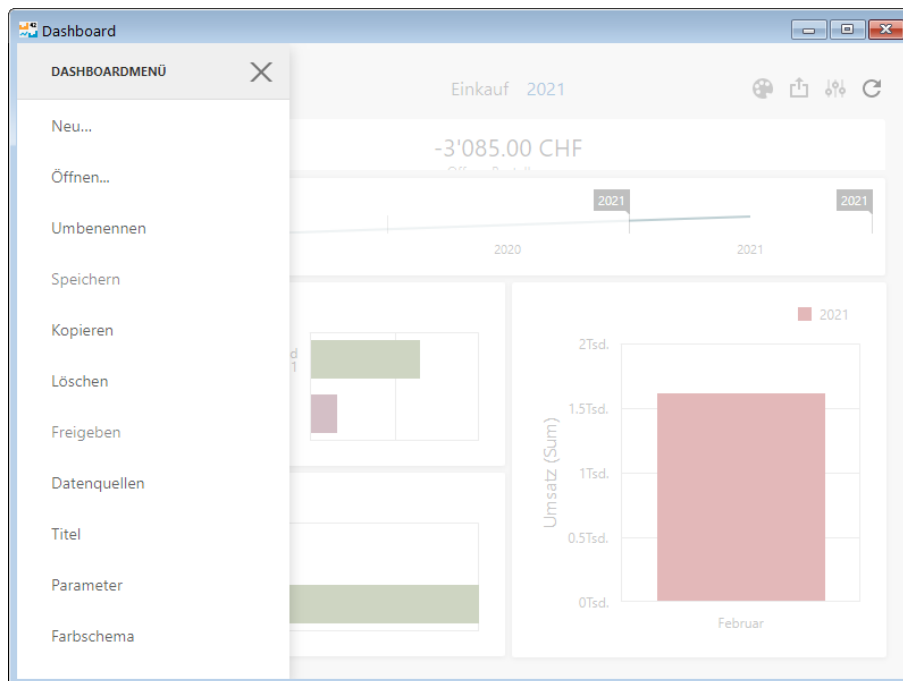 Dashboard
DASHBOARDMENÜ
Neu...
Öffnen...
Umbenennen
Speichern
Kopieren
Löschen
Freigeben
Datenquellen
Titel
Parameter
Farbschema
Einkauf 2021
-3'085.00 CHF
2021
2021
2020
2021
d
1
2021
2Tsd.
1.5Tsd.
1Tsd.
0.5Tsd.
0Tsd.
Umsatz (Sum)
Februar